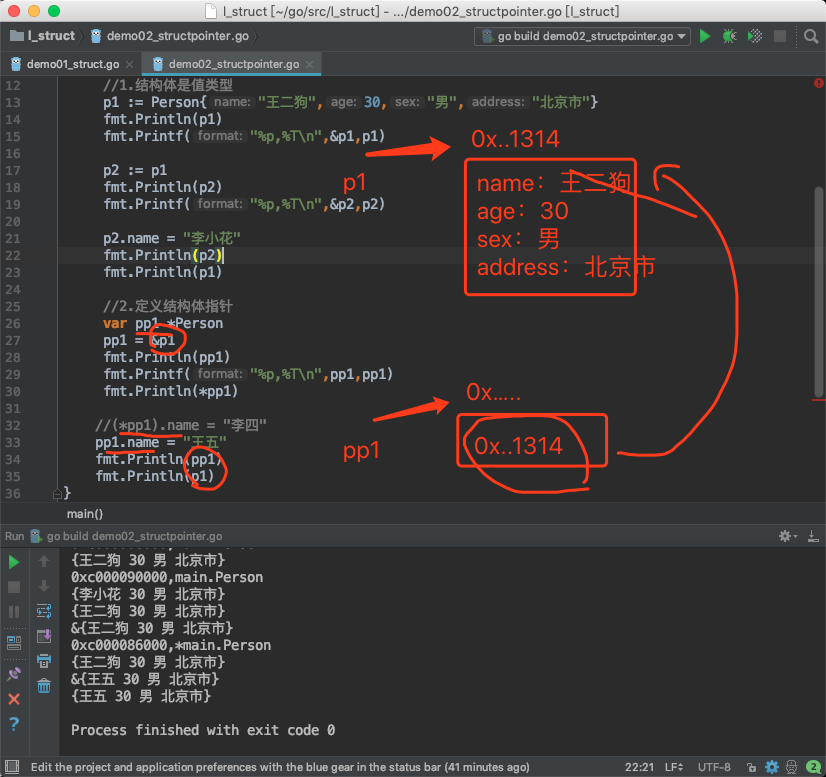 l_struct [~/go/src/l_struct] - .../demo02_structpointer.go [l_struct]
l_struct
demo02_structpointer.go
go build demo02_structpointer.go
demo01_struct.go
demo02_structpointer.go
12 //1.结构体是值类型
13 p1 := Person{ name: "王二狗", age: 30, sex: "男", address: "北京市"}
14 fmt.Println(p1)
15 fmt.Printf( format: "%p,%T\n",&p1,p1)
16
17 p2 := p1
18 fmt.Println(p2)
19 fmt.Printf( format: "%p,%T\n",&p2,p2)
20
21 p2.name = "李小花"
22 fmt.Println(p2)
23 fmt.Println(p1)
24
25 //2.定义结构体指针
26 var pp1 *Person
27 pp1 = &p1
28 fmt.Println(pp1)
29 fmt.Printf( format: "%p,%T\n",pp1,pp1)
30 fmt.Println(*pp1)
31
32 //(*pp1).name = "李四"
33 pp1.name = "王五"
34 fmt.Println(pp1)
35 fmt.Println(p1)
36 }
0x..1314
p1
name：王二狗
age：30
sex：男
address：北京市
0x.....
pp1
0x..1314
main()
Run go build demo02_structpointer.go
{王二狗 30 男 北京市}
0xc000090000,main.Person
{李小花 30 男 北京市}
{王二狗 30 男 北京市}
&{王二狗 30 男 北京市}
0xc000086000,*main.Person
{王二狗 30 男 北京市}
&{王五 30 男 北京市}
{王五 30 男 北京市}
Process finished with exit code 0
Edit the project and application preferences with the blue gear in the status bar (41 minutes ago)
22:21 LF UTF-8 2